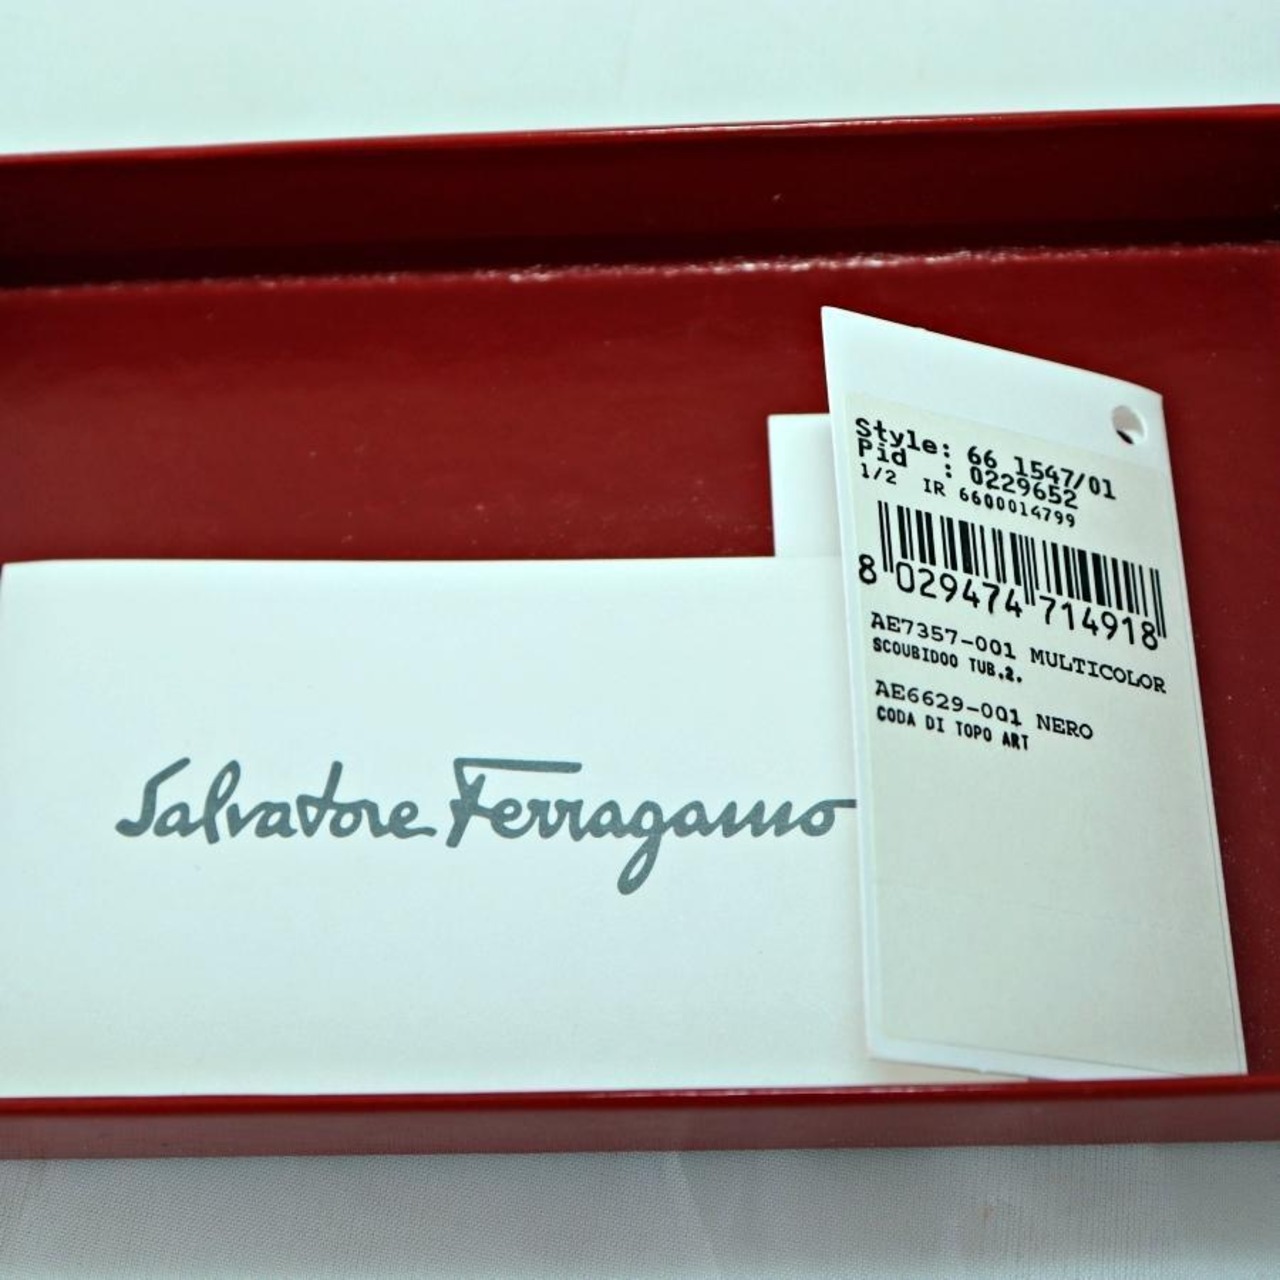 Salvatore Ferragamo
Style: 66 1547/01
Pid : 0229652
1/2 IR 6600014799
8 029474 714918
AE7357-001 MULTICOLOR
SCOUBIDOO TUB.2.
AE6629-001 NERO
CODA DI TOPO ART